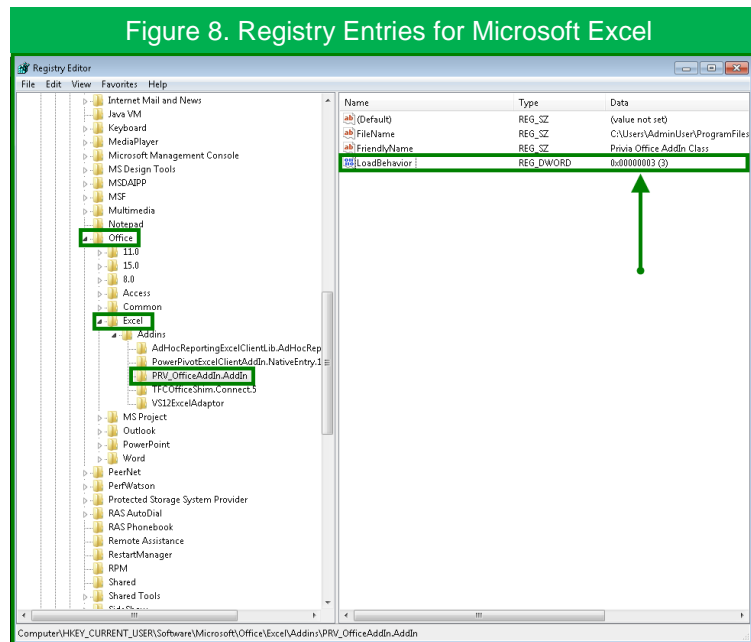 Figure 8. Registry Entries for Microsoft Excel
Registry Editor
File Edit View Favorites Help
Internet Mail and News
Java VM
Keyboard
MediaPlayer
Microsoft Management Console
MS Design Tools
MSDAIPP
MSF
Multimedia
Notepad
Office
11.0
15.0
8.0
Access
Common
Excel
Addins
AdHocReportingExcelClientLib.AdHocRep
PowerPivotExcelClientAddIn.NativeEntry.1
PRV_OfficeAddIn.AddIn
TFCOfficeShim.Connect.5
VS12ExcelAdaptor
MS Project
Outlook
PowerPoint
Word
PeerNet
PerfWatson
Protected Storage System Provider
RAS AutoDial
RAS Phonebook
Remote Assistance
RestartManager
RPM
Shared
Shared Tools
Name Type Data
(Default) REG_SZ (value not set)
FileName REG_SZ C:\Users\AdminUser\ProgramFiles
FriendlyName REG_SZ Privia Office AddIn Class
LoadBehavior REG_DWORD 0x00000003 (3)
Computer\HKEY_CURRENT_USER\Software\Microsoft\Office\Excel\Addins\PRV_OfficeAddIn.AddIn